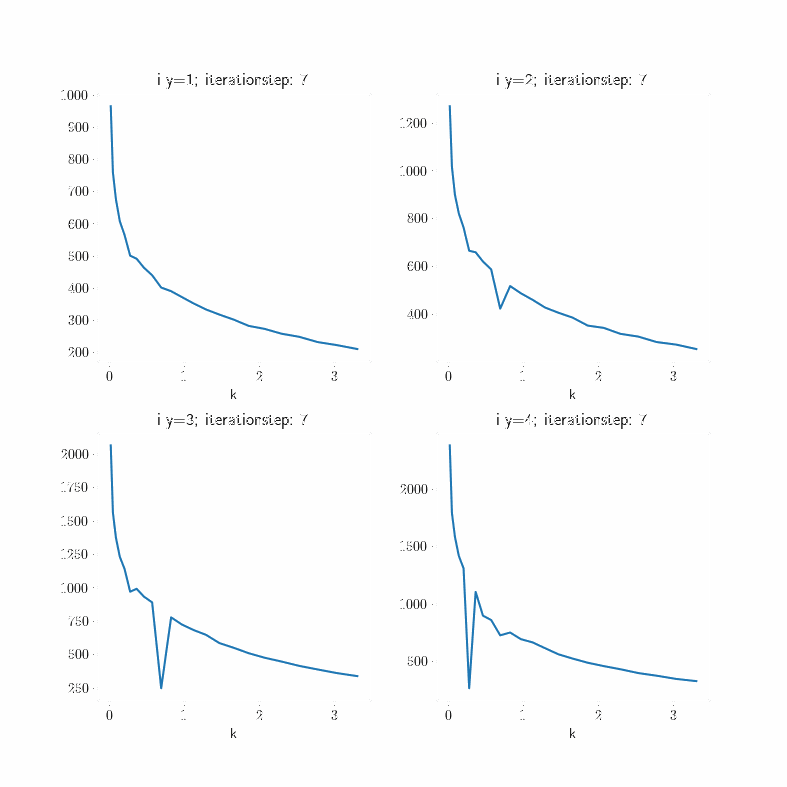 i y=1; iterationstep: 7
1000
900
800
700
600
500
400
300
200
0 1 2 3
k
i y=2; iterationstep: 7
1200
1000
800
600
400
0 1 2 3
k
i y=3; iterationstep: 7
2000
1750
1500
1250
1000
750
500
250
0 1 2 3
k
i y=4; iterationstep: 7
2000
1500
1000
500
0 1 2 3
k